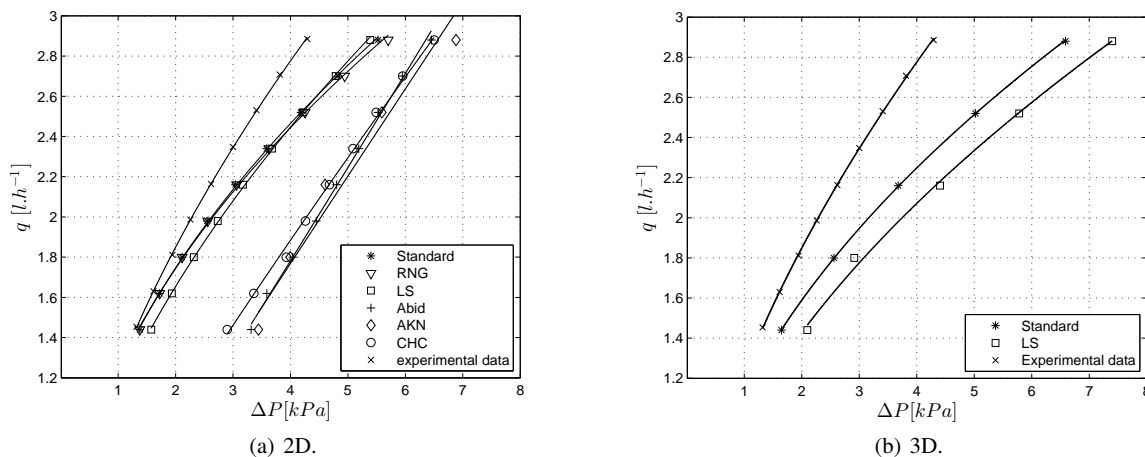 3
2.8
2.6
2.4
2.2
2
1.8
1.6
1.4
1.2
q [l.h⁻¹]
1 2 3 4 5 6 7 8
ΔP[kPa]
Standard
RNG
LS
Abid
AKN
CHC
experimental data
(a) 2D.
3
2.8
2.6
2.4
2.2
2
1.8
1.6
1.4
1.2
q [l.h⁻¹]
1 2 3 4 5 6 7 8
ΔP[kPa]
Standard
LS
Experimental data
(b) 3D.